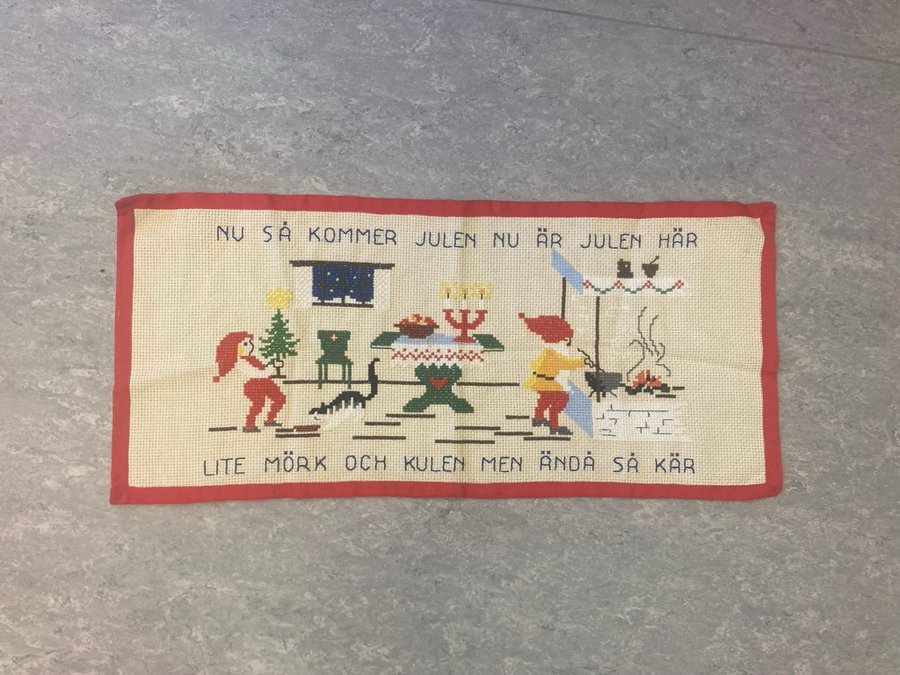 NU SÅ KOMMER JULEN NU ÄR JULEN HÄR
LITE MÖRK OCH KULEN MEN ÄNDÅ SÅ KÄR